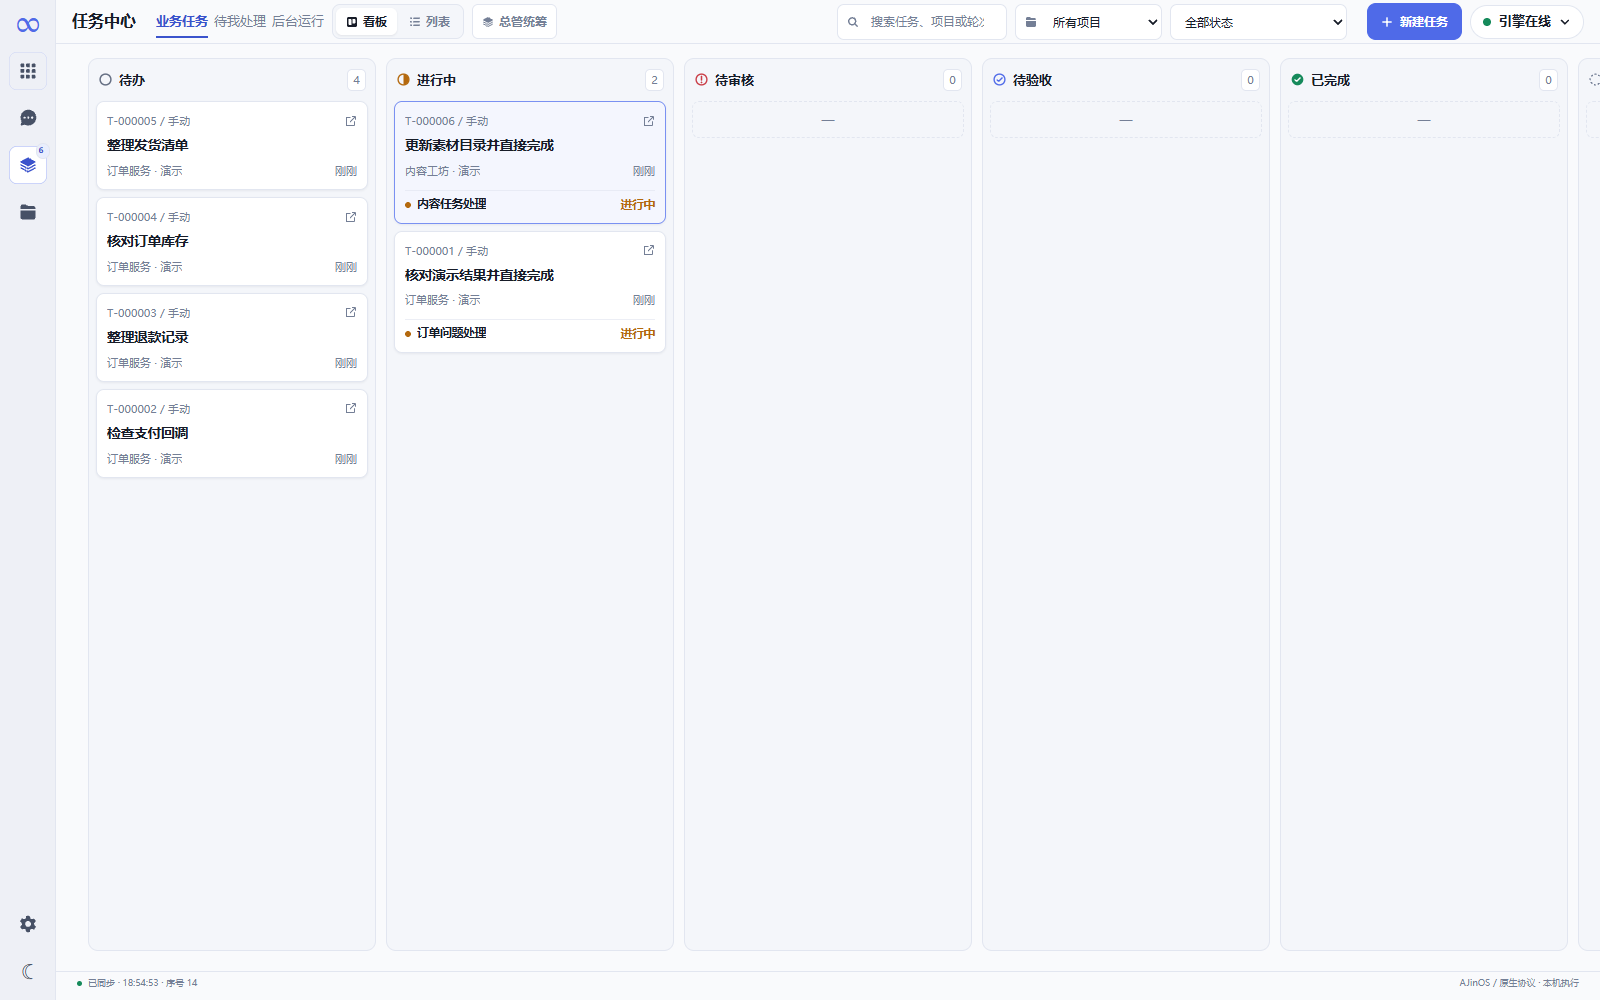 任务中心 业务任务 待我处理 后台运行 看板 列表 总管统筹 搜索任务、项目或轮次 所有项目 全部状态 + 新建任务 引擎在线
6
待办 4
T-000005 / 手动
整理发货清单
订单服务 · 演示 刚刚
T-000004 / 手动
核对订单库存
订单服务 · 演示 刚刚
T-000003 / 手动
整理退款记录
订单服务 · 演示 刚刚
T-000002 / 手动
检查支付回调
订单服务 · 演示 刚刚
进行中 2
T-000006 / 手动
更新素材目录并直接完成
内容工坊 · 演示 刚刚
内容任务处理 进行中
T-000001 / 手动
核对演示结果并直接完成
订单服务 · 演示 刚刚
订单问题处理 进行中
待审核 0
—
待验收 0
—
已完成 0
—
已同步 · 18:54:53 · 序号 14
AJinOS / 原生协议 · 本机执行